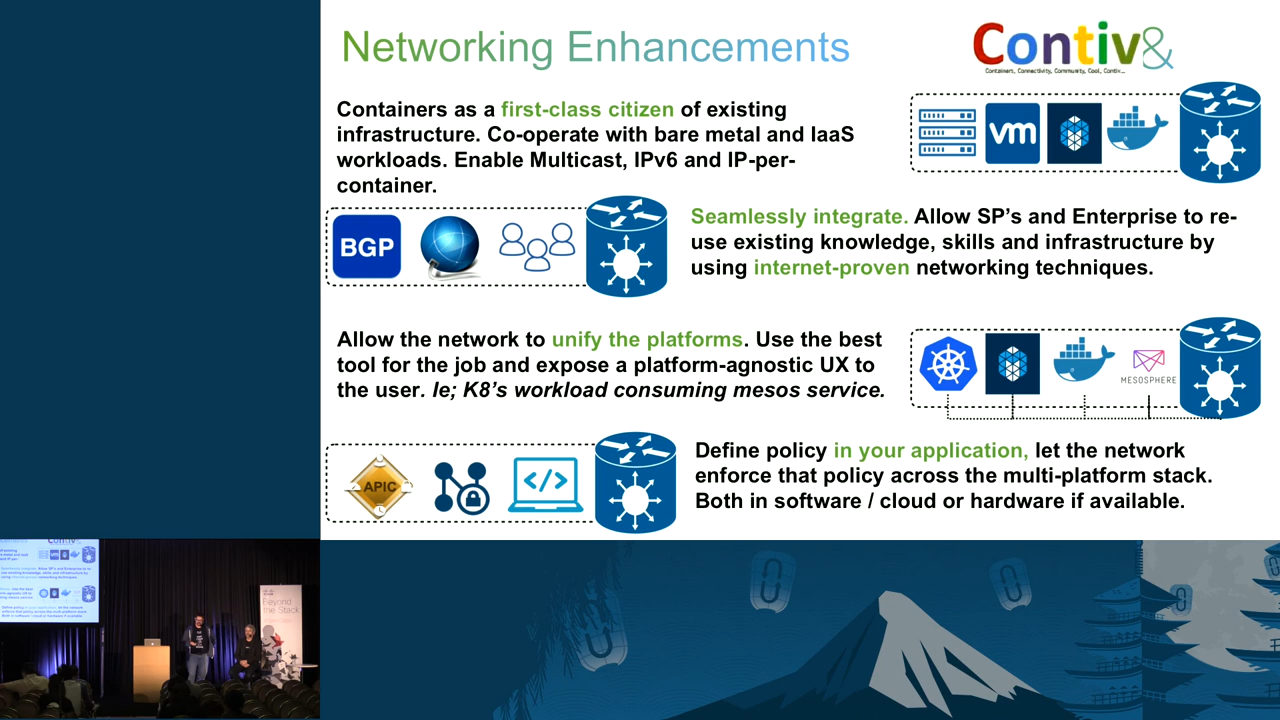 Networking Enhancements
Contiv&
Containers, Connectivity, Community, Cool, Contiv...
Containers as a first-class citizen of existing
infrastructure. Co-operate with bare metal and IaaS
workloads. Enable Multicast, IPv6 and IP-per-
container.
vm
BGP
Seamlessly integrate. Allow SP’s and Enterprise to re-
use existing knowledge, skills and infrastructure by
using internet-proven networking techniques.
Allow the network to unify the platforms. Use the best
tool for the job and expose a platform-agnostic UX to
the user. Ie; K8’s workload consuming mesos service.
MESOSPHERE
APIC
</>
Define policy in your application, let the network
enforce that policy across the multi-platform stack.
Both in software / cloud or hardware if available.
Beyond
the Stack